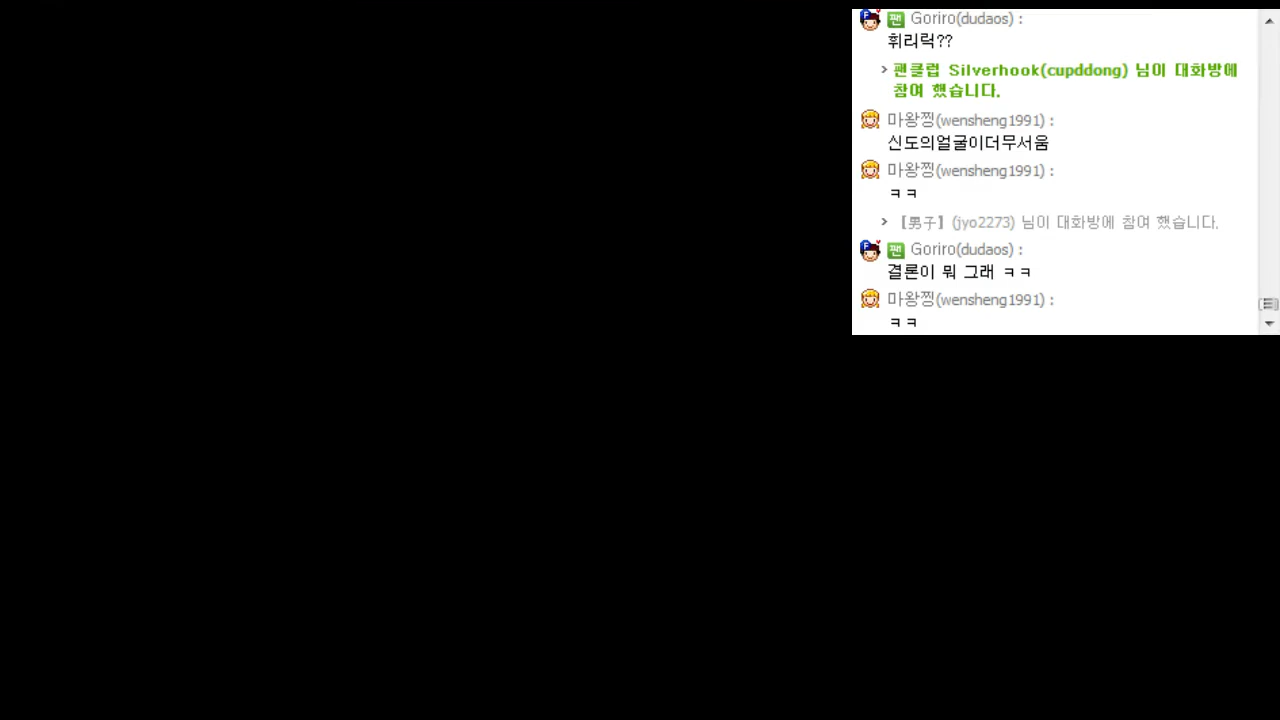 팬 Goriro(dudaos) :
휘리릭??
> 팬클럽 Silverhook(cupddong) 님이 대화방에
참여 했습니다.
마왕찡(wensheng1991) :
신도의얼굴이더무서움
마왕찡(wensheng1991) :
ㅋㅋ
> 【男子】(jyo2273) 님이 대화방에 참여 했습니다.
팬 Goriro(dudaos) :
결론이 뭐 그래 ㅋㅋ
마왕찡(wensheng1991) :
ㅋㅋ